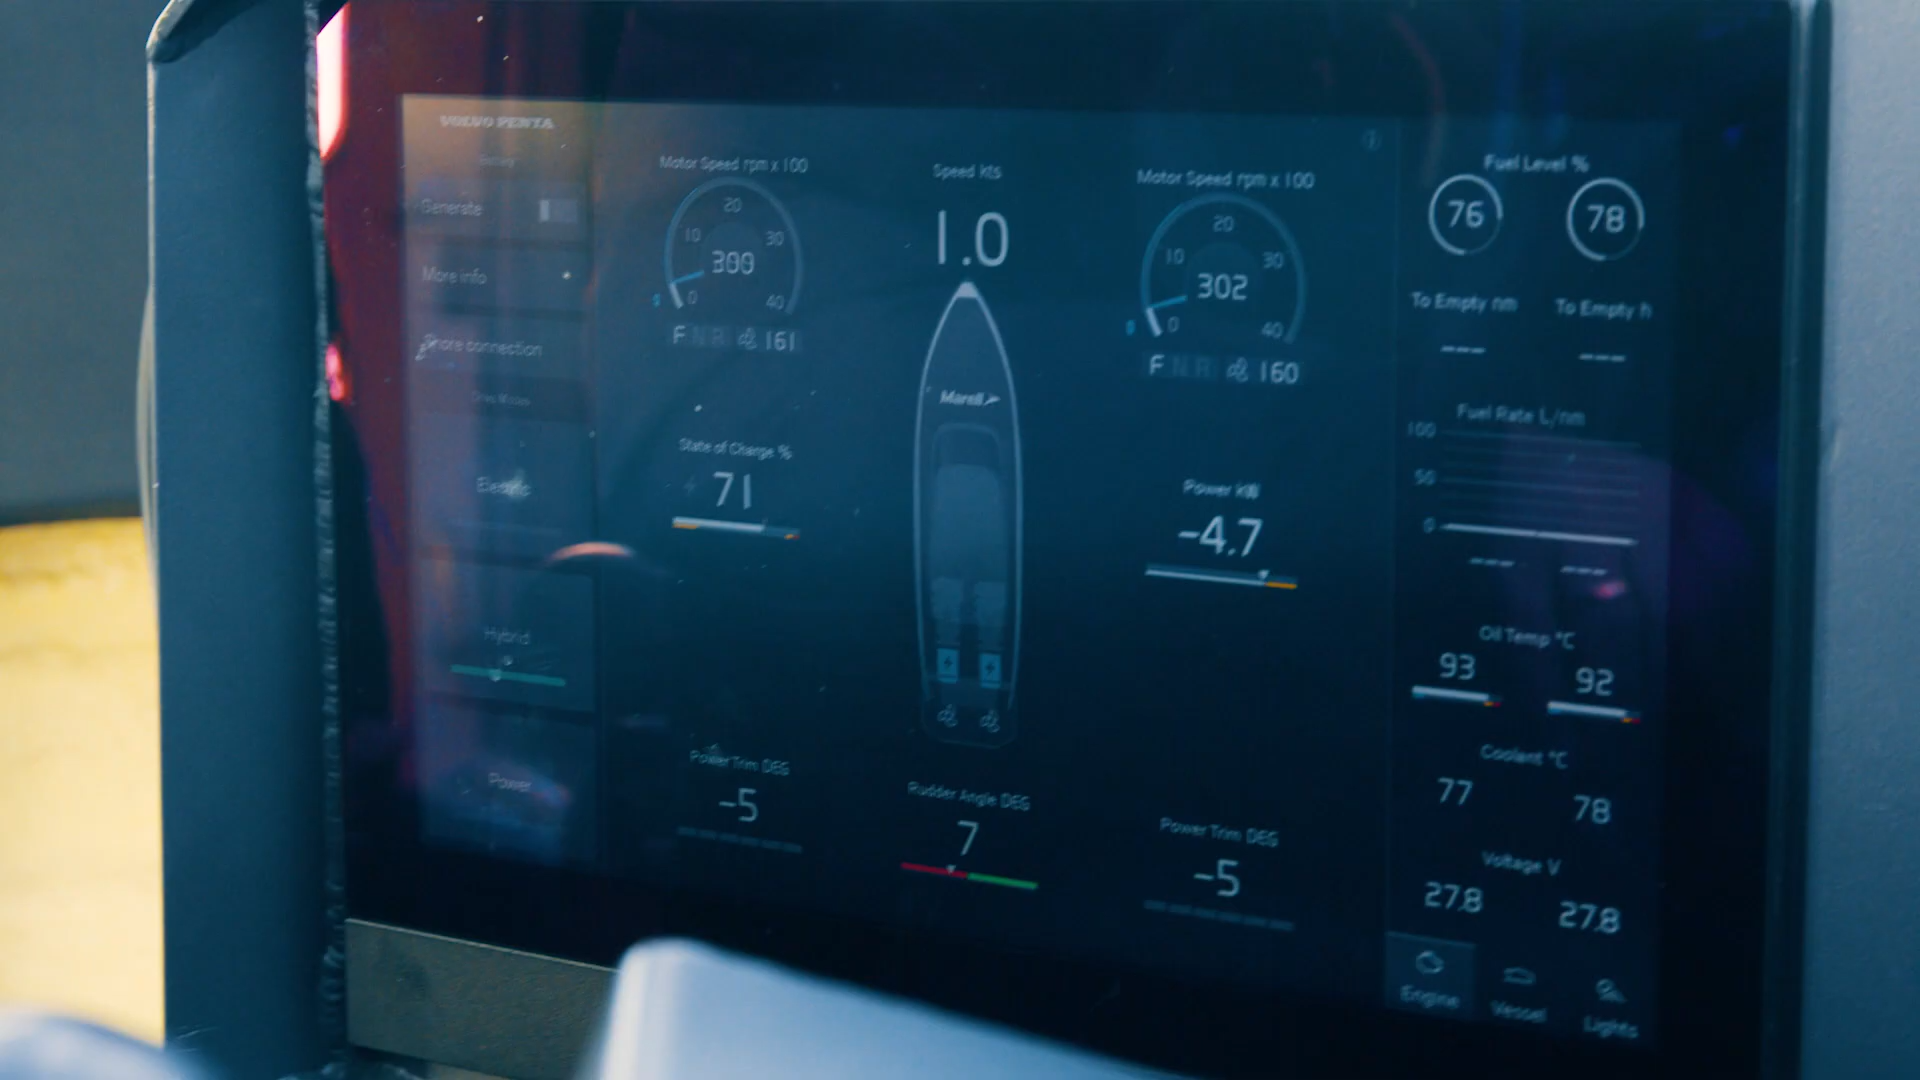 VOLVO PENTA
Generate
More info
Shore connection
Drive Modes
Electric
Hybrid
Power
Motor Speed rpm x 100
10 20 30
0 40
F N R 161
State of Charge %
71
Power Trim DEG
-5
Speed kts
1.0
Marell
Rudder Angle DEG
7
Motor Speed rpm x 100
10 20 30
302
0 40
F N R 160
Power kW
-4.7
Power Trim DEG
-5
Fuel Level %
76 78
To Empty nm To Empty h
--- ---
Fuel Rate L/nm
100
50
0
--- ---
Oil Temp °C
93 92
Coolant °C
77 78
Voltage V
27.8 27.8
Engine Vessel Lights